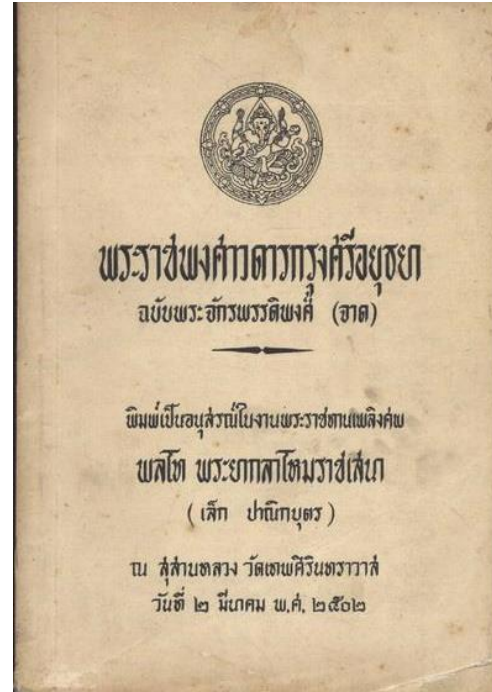 พระราชพงศาวดารกรุงศรีอยุธยา
ฉบับพระจักรพรรดิพงศ์ (จาด)
พิมพ์เป็นอนุสรณ์ในงานพระราชทานเพลิงศพ
พลโท พระยากลาโหมราชเสนา
(เล็ก ปาณิกบุตร)
ณ สุสานหลวง วัดเทพศิรินทราวาส
วันที่ ๒ มีนาคม พ.ศ. ๒๕๐๒